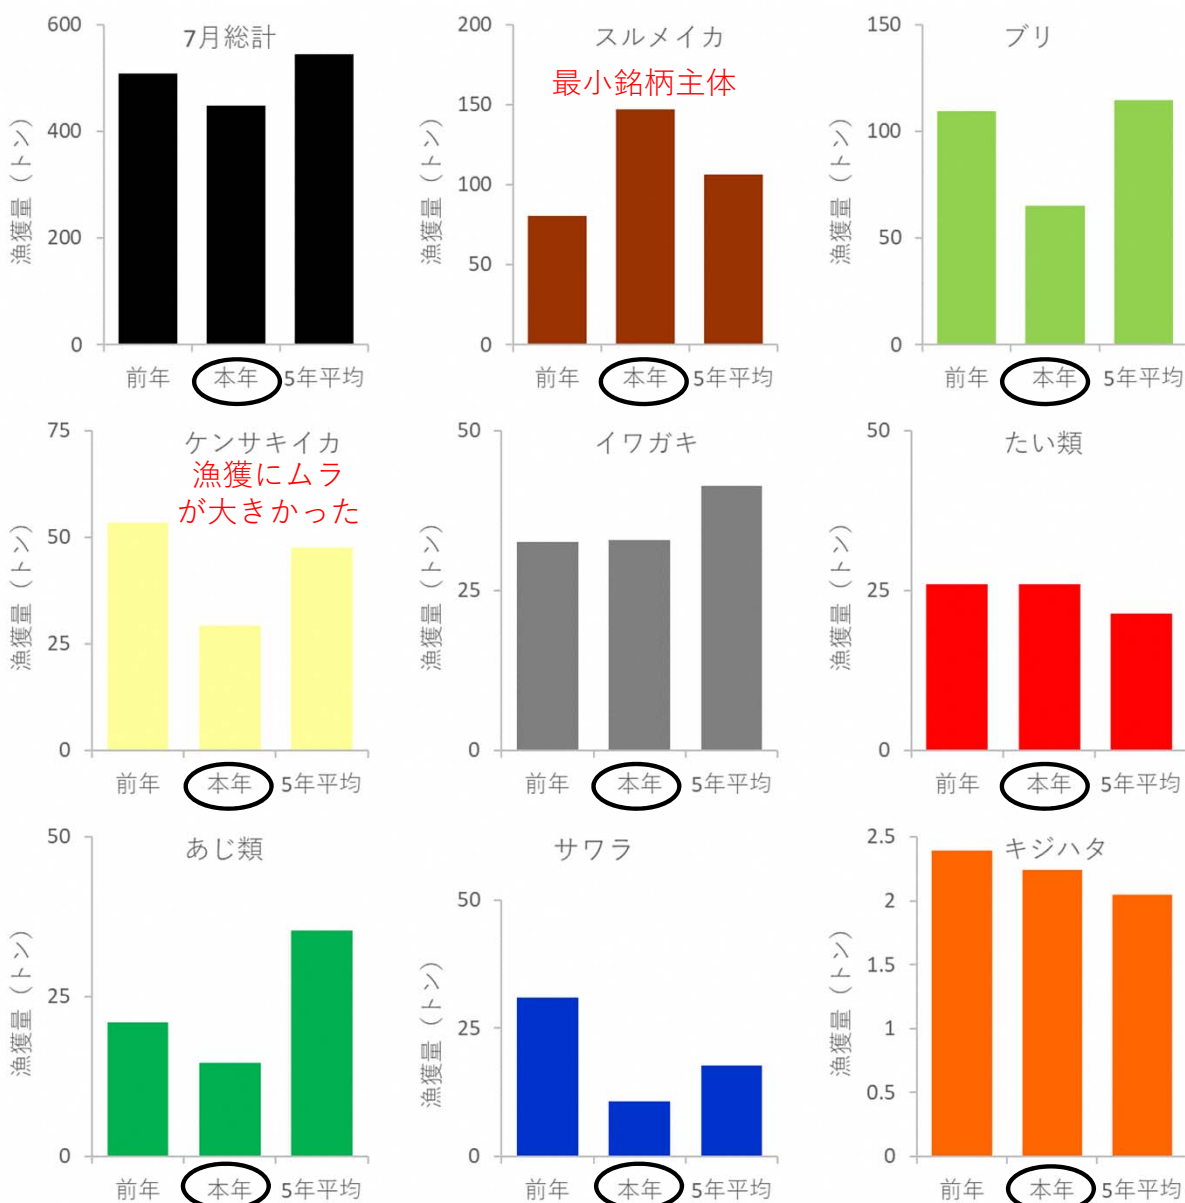 7月総計
漁獲量（トン）
600
400
200
0
前年
本年
5年平均
スルメイカ
最小銘柄主体
漁獲量（トン）
200
150
100
50
0
前年
本年
5年平均
ブリ
漁獲量（トン）
150
100
50
0
前年
本年
5年平均
ケンサキイカ
漁獲にムラ
が大きかった
漁獲量（トン）
75
50
25
0
前年
本年
5年平均
イワガキ
漁獲量（トン）
50
25
0
前年
本年
5年平均
たい類
漁獲量（トン）
50
25
0
前年
本年
5年平均
あじ類
漁獲量（トン）
50
25
0
前年
本年
5年平均
サワラ
漁獲量（トン）
50
25
0
前年
本年
5年平均
キジハタ
漁獲量（トン）
2.5
2
1.5
1
0.5
0
前年
本年
5年平均